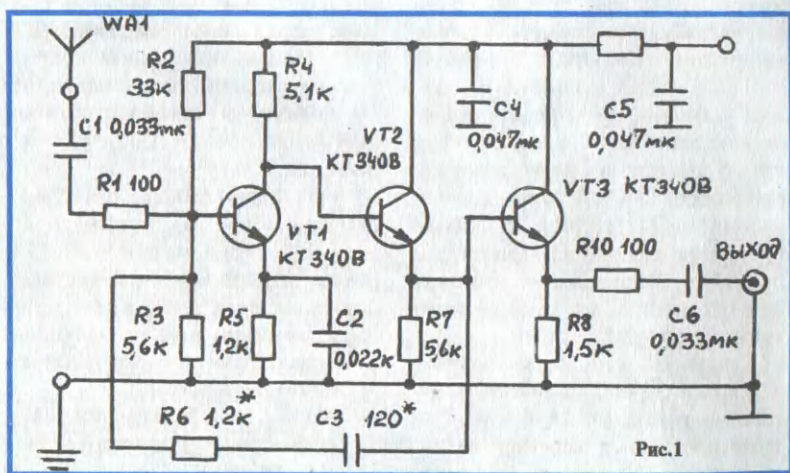 WA1
R2
33к
R4
5,1к
C1 0,033мк
R1 100
VT1
КТ340В
VT2
КТ340В
C4
0,047мк
C5
0,047мк
VT3 КТ340В
R10 100
Выход
C6
0,033мк
R3
5,6к
R5
1,2к
C2
0,022к
R7
5,6к
R8
1,5к
R6 1,2к*
C3 120*
Рис.1